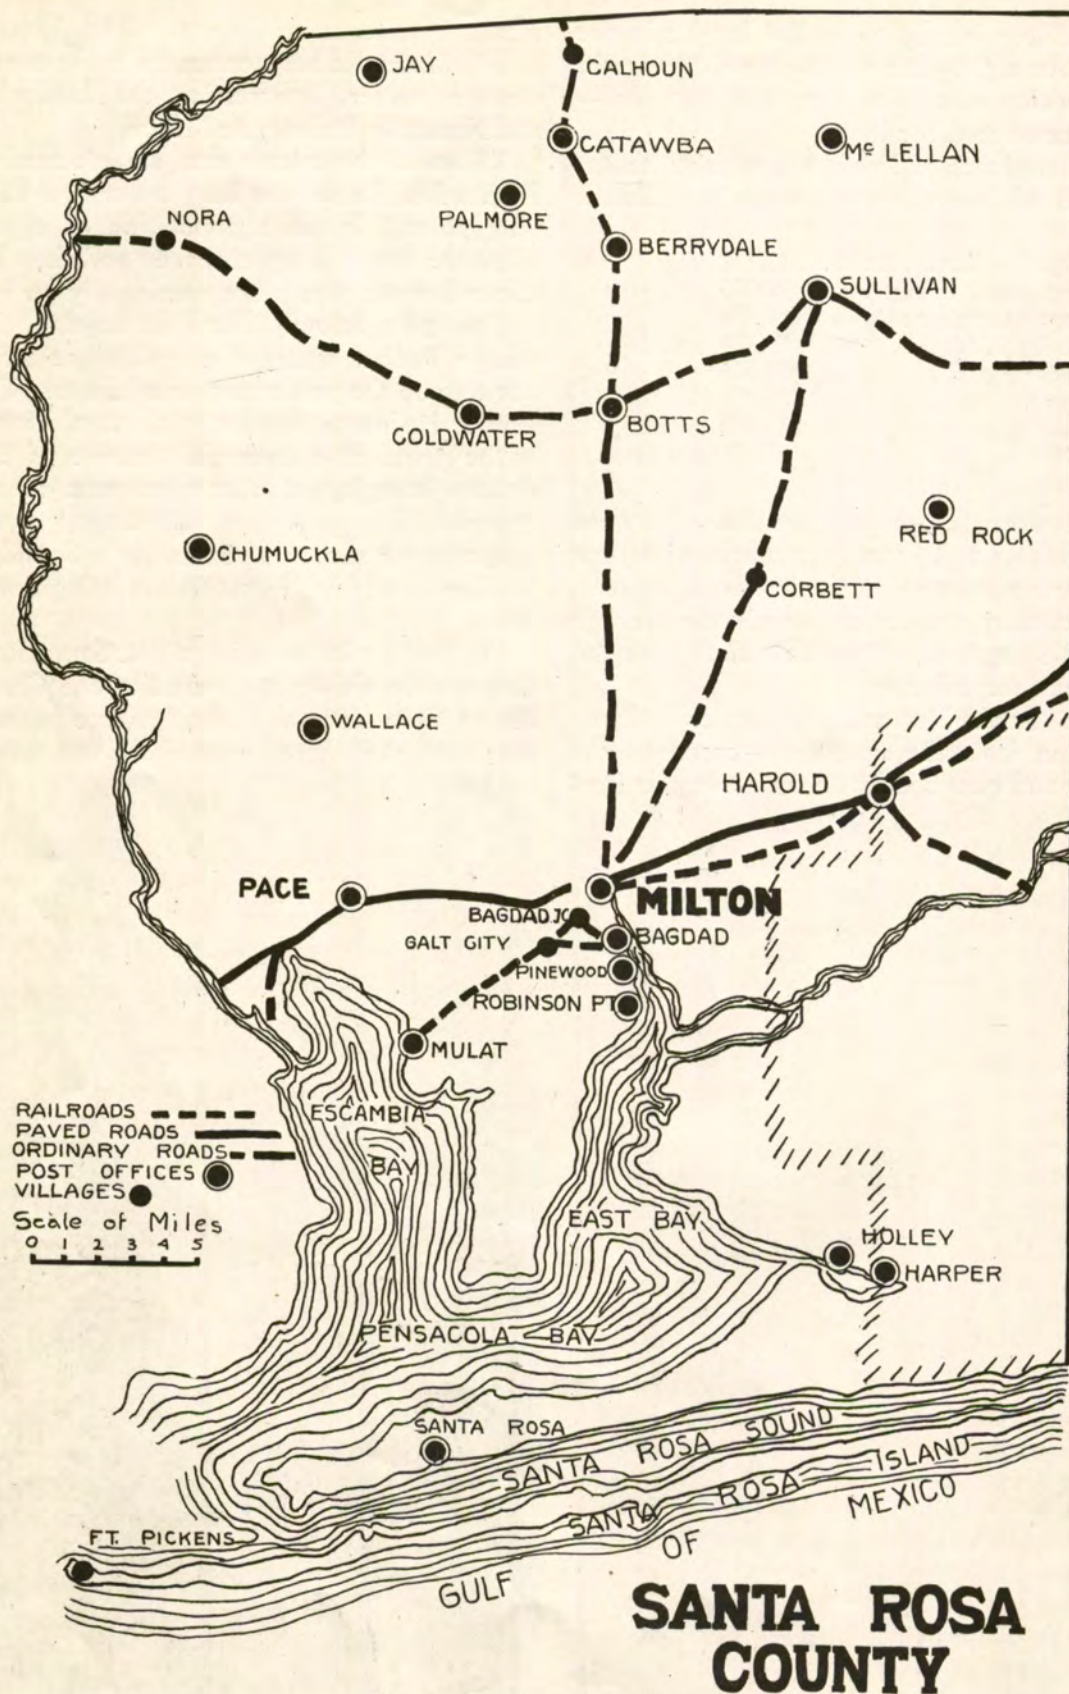 JAY
CALHOUN
CATAWBA
Mc LELLAN
PALMORE
NORA
BERRYDALE
SULLIVAN
COLDWATER
BOTTS
RED ROCK
CHUMUCKLA
CORBETT
WALLACE
HAROLD
PACE
MILTON
BAGDAD JC
GALT CITY
BAGDAD
PINEWOOD
ROBINSON PT
MULAT
RAILROADS
PAVED ROADS
ORDINARY ROADS
POST OFFICES
VILLAGES
Scale of Miles
0 1 2 3 4 5
ESCAMBIA
BAY
EAST BAY
HOLLEY
HARPER
PENSACOLA BAY
SANTA ROSA
SANTA ROSA SOUND
SANTA ROSA ISLAND
FT. PICKENS
GULF OF MEXICO
SANTA ROSA
COUNTY